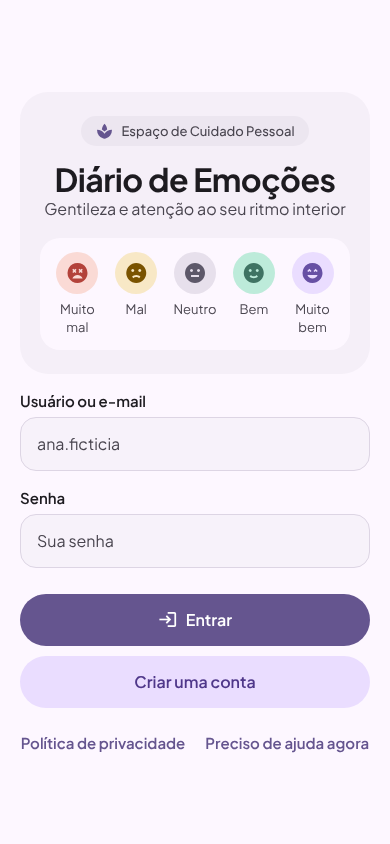 Espaço de Cuidado Pessoal
Diário de Emoções
Gentileza e atenção ao seu ritmo interior
Muito mal
Mal
Neutro
Bem
Muito bem
Usuário ou e-mail
ana.ficticia
Senha
Sua senha
Entrar
Criar uma conta
Política de privacidade
Preciso de ajuda agora